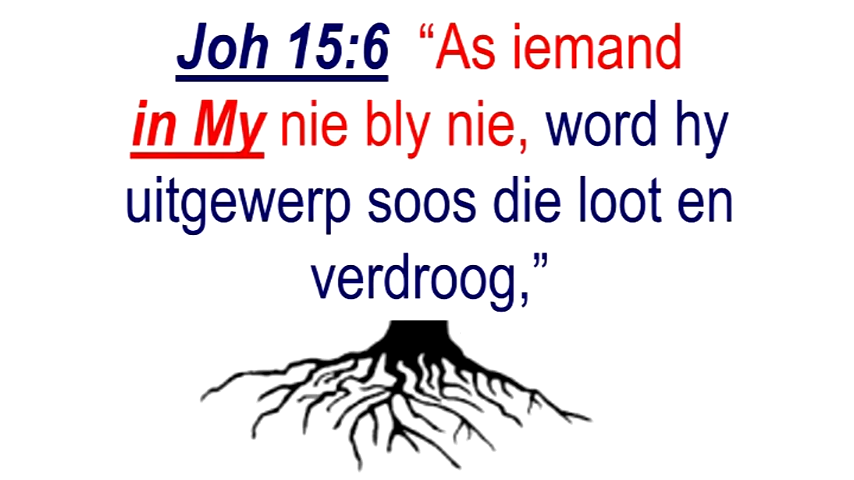 Joh 15:6 “As iemand
in My nie bly nie, word hy
uitgewerp soos die loot en
verdroog,”